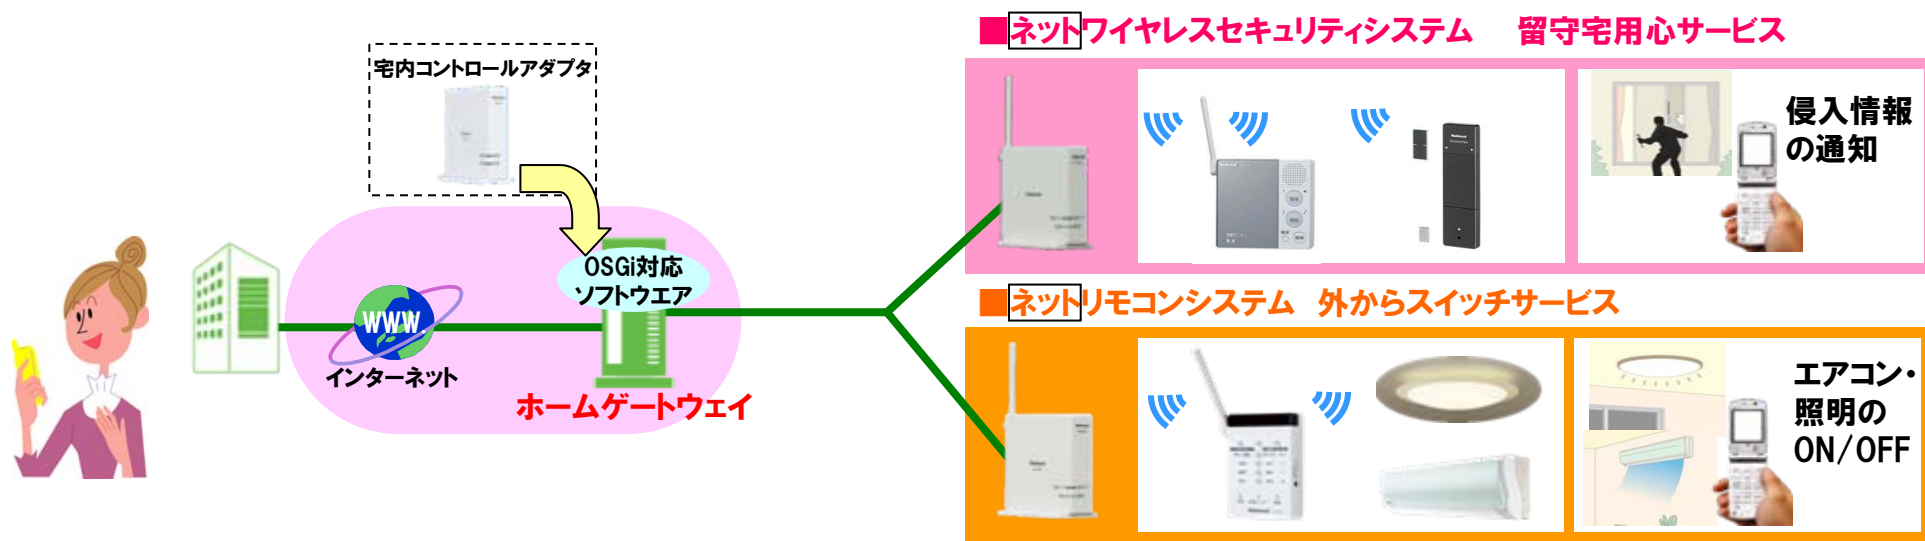 ■ネットワイヤレスセキュリティシステム　留守宅用心サービス
宅内コントロールアダプタ
侵入情報
の通知
OSGi対応
ソフトウエア
WWW.
インターネット
ホームゲートウェイ
■ネットリモコンシステム　外からスイッチサービス
エアコン・
照明の
ON/OFF